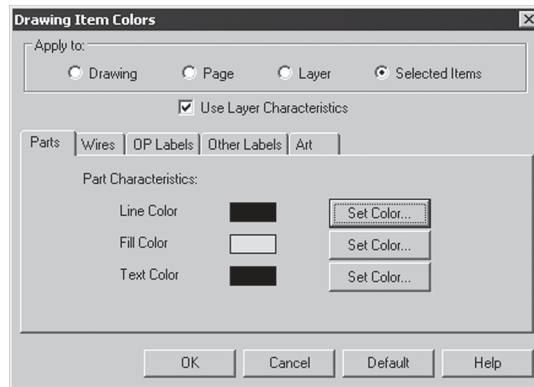 Drawing Item Colors
Apply to:
Drawing Page Layer Selected Items
Use Layer Characteristics
Parts Wires OP Labels Other Labels Art
Part Characteristics:
Line Color Set Color...
Fill Color Set Color...
Text Color Set Color...
OK Cancel Default Help